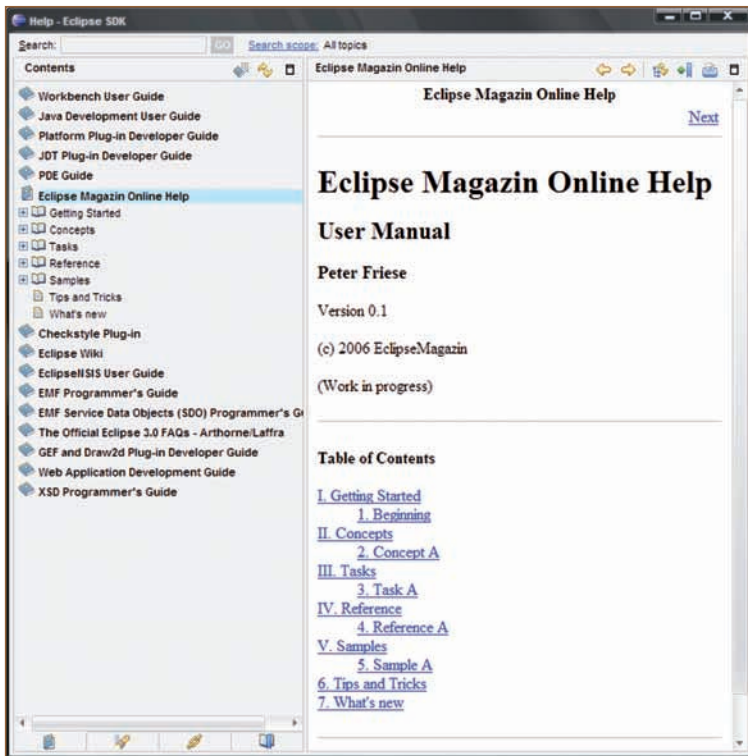 Help - Eclipse SDK
Search: GO Search scope: All topics
Contents
Workbench User Guide
Java Development User Guide
Platform Plug-in Developer Guide
JDT Plug-in Developer Guide
PDE Guide
Eclipse Magazin Online Help
Getting Started
Concepts
Tasks
Reference
Samples
Tips and Tricks
What's new
Checkstyle Plug-in
Eclipse Wiki
EclipseNSIS User Guide
EMF Programmer's Guide
EMF Service Data Objects (SDO) Programmer's G
The Official Eclipse 3.0 FAQs - Arthorne/Laffra
GEF and Draw2d Plug-in Developer Guide
Web Application Development Guide
XSD Programmer's Guide
Eclipse Magazin Online Help
Eclipse Magazin Online Help
Next
Eclipse Magazin Online Help
User Manual
Peter Friese
Version 0.1
(c) 2006 EclipseMagazin
(Work in progress)
Table of Contents
I. Getting Started
1. Beginning
II. Concepts
2. Concept A
III. Tasks
3. Task A
IV. Reference
4. Reference A
V. Samples
5. Sample A
6. Tips and Tricks
7. What's new